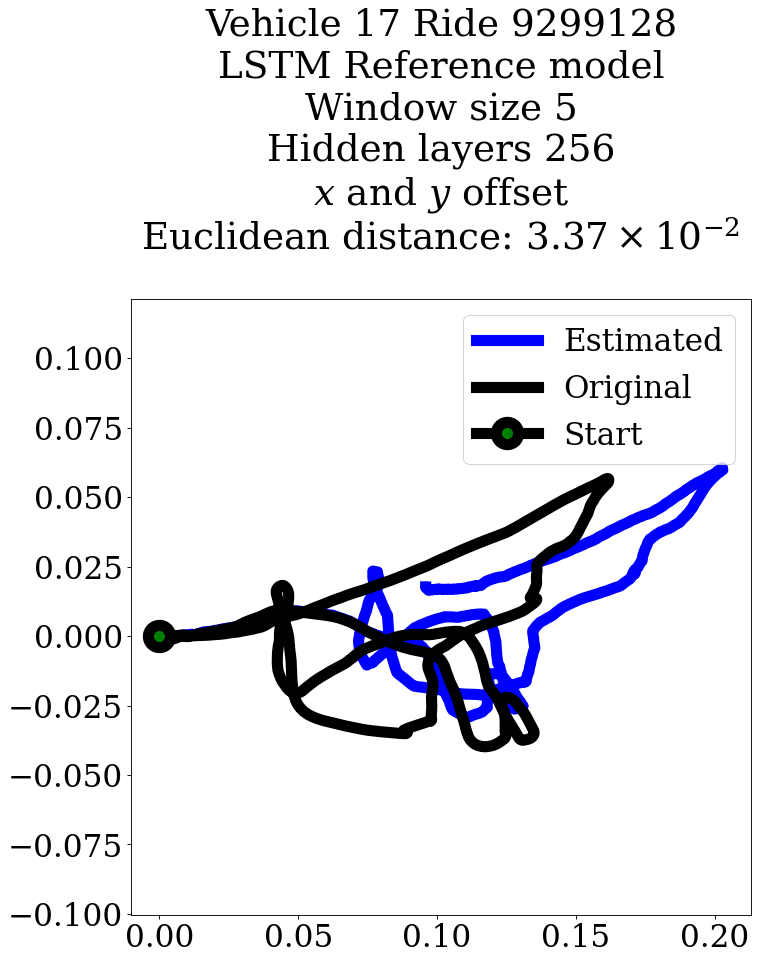 Vehicle 17 Ride 9299128
LSTM Reference model
Window size 5
Hidden layers 256
x and y offset
Euclidean distance: 3.37 × 10⁻²
Estimated
Original
Start
0.100
0.075
0.050
0.025
0.000
−0.025
−0.050
−0.075
−0.100
0.00 0.05 0.10 0.15 0.20